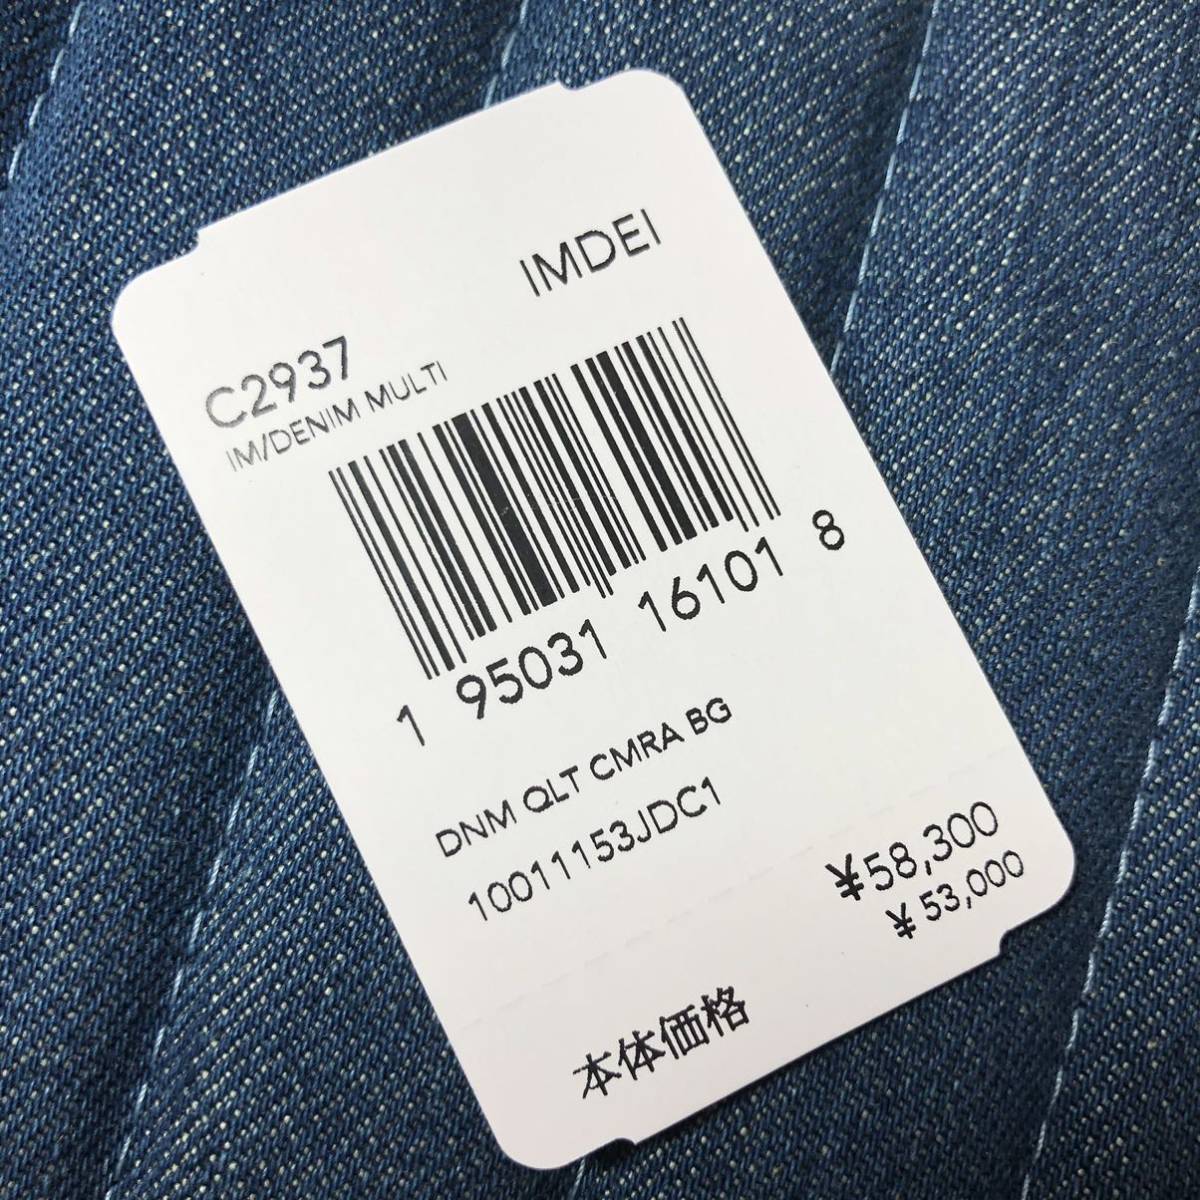 IMDEI
C2937
IM/DENIM MULTI
1 95031 16101 8
DNM QLT CMRA BG
10011153JDC1
¥58,300
¥ 53,000
本体価格